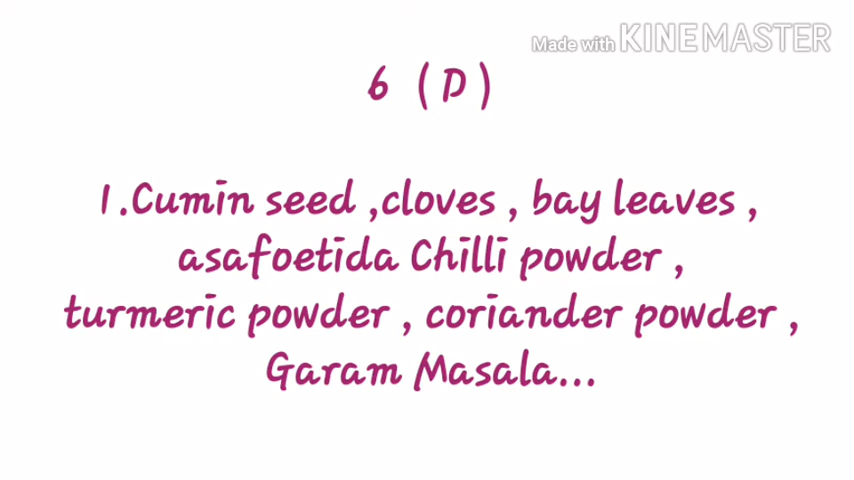 Made with KINEMASTER
6 ( D )
1.Cumin seed ,cloves , bay leaves ,
asafoetida Chilli powder ,
turmeric powder , coriander powder ,
Garam Masala...